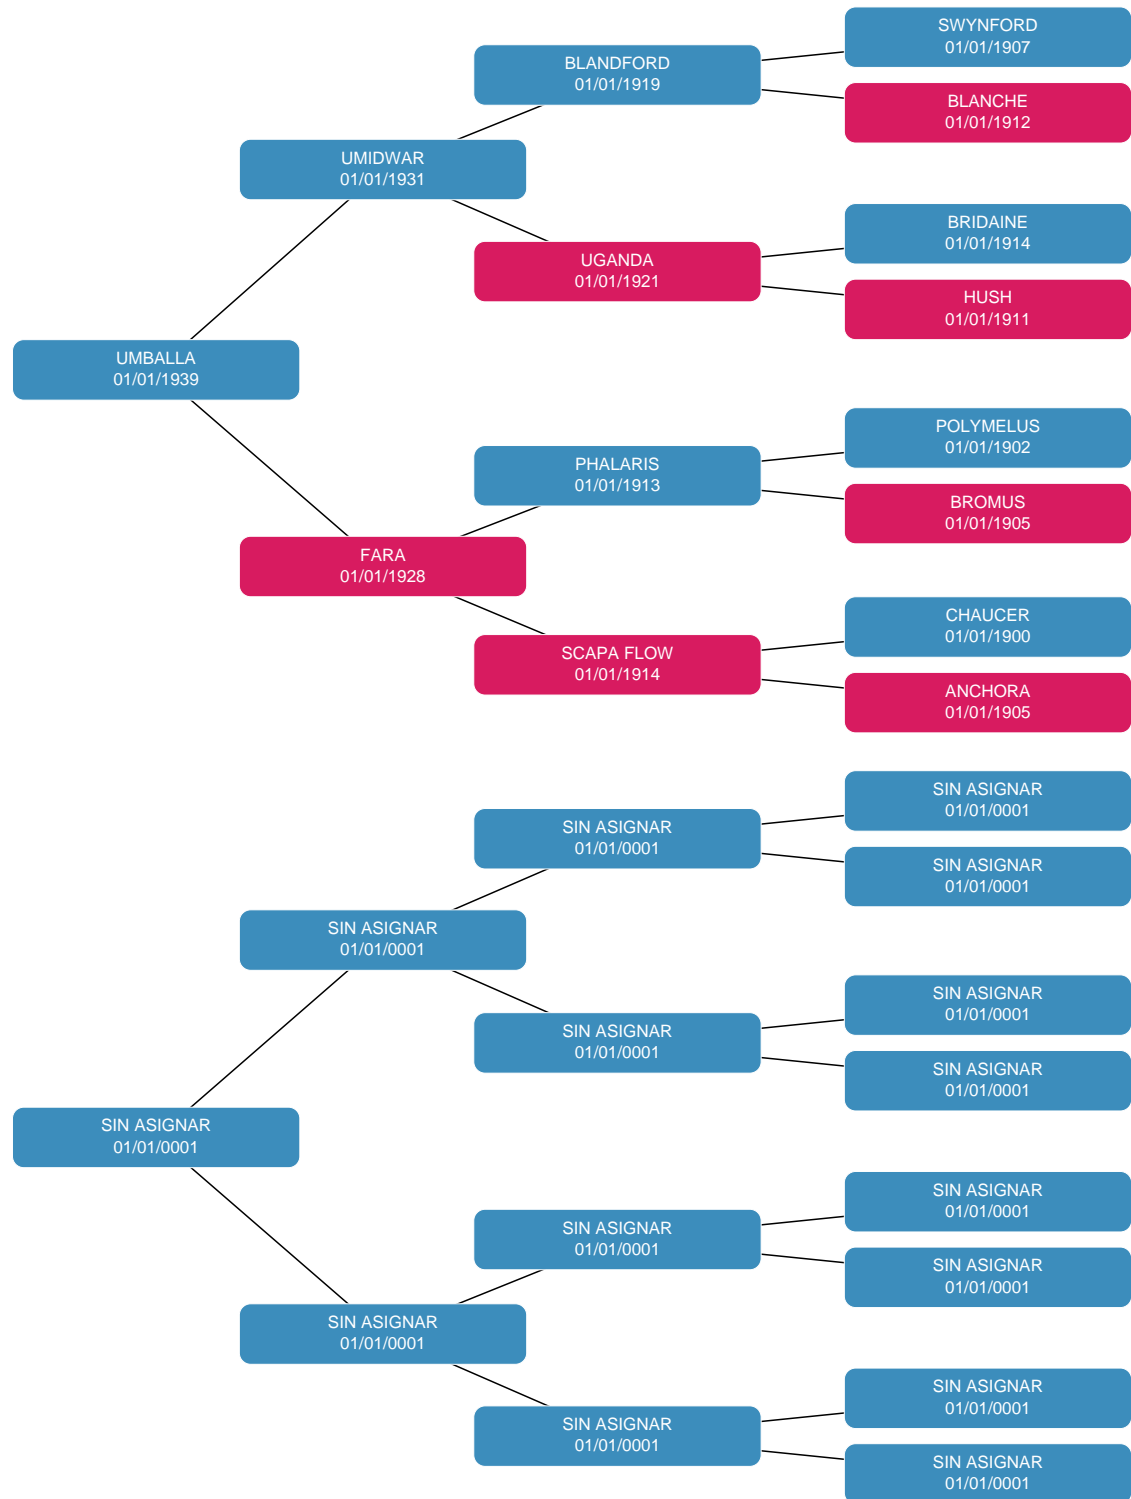 SWYNFORD
01/01/1907
BLANDFORD
01/01/1919
BLANCHE
01/01/1912
UMIDWAR
01/01/1931
BRIDAINE
01/01/1914
UGANDA
01/01/1921
HUSH
01/01/1911
UMBALLA
01/01/1939
POLYMELUS
01/01/1902
PHALARIS
01/01/1913
BROMUS
01/01/1905
FARA
01/01/1928
CHAUCER
01/01/1900
SCAPA FLOW
01/01/1914
ANCHORA
01/01/1905
SIN ASIGNAR
01/01/0001
SIN ASIGNAR
01/01/0001
SIN ASIGNAR
01/01/0001
SIN ASIGNAR
01/01/0001
SIN ASIGNAR
01/01/0001
SIN ASIGNAR
01/01/0001
SIN ASIGNAR
01/01/0001
SIN ASIGNAR
01/01/0001
SIN ASIGNAR
01/01/0001
SIN ASIGNAR
01/01/0001
SIN ASIGNAR
01/01/0001
SIN ASIGNAR
01/01/0001
SIN ASIGNAR
01/01/0001
SIN ASIGNAR
01/01/0001
SIN ASIGNAR
01/01/0001